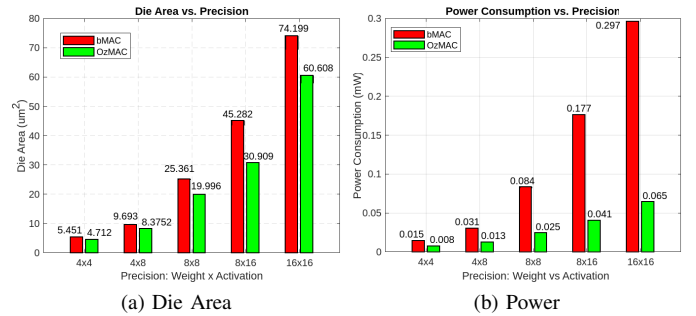 Die Area vs. Precision
80
70
60
50
40
30
20
10
0
Die Area (um2)
bMAC
OzMAC
5.451
4.712
9.693
8.3752
25.361
19.996
45.282
30.909
74.199
60.608
4x4
4x8
8x8
8x16
16x16
Precision: Weight x Activation
(a) Die Area
Power Consumption vs. Precision
0.3
0.25
0.2
0.15
0.1
0.05
0
Power Consumption (mW)
bMAC
OzMAC
0.015
0.008
0.031
0.013
0.084
0.025
0.177
0.041
0.297
0.065
4x4
4x8
8x8
8x16
16x16
Precision: Weight vs Activation
(b) Power